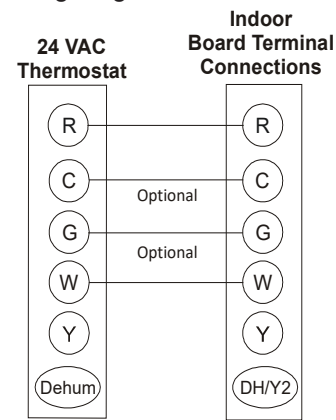 24 VAC
Thermostat
Indoor
Board Terminal
Connections
R
R
C
C
Optional
G
G
Optional
W
W
Y
Y
Dehum
DH/Y2